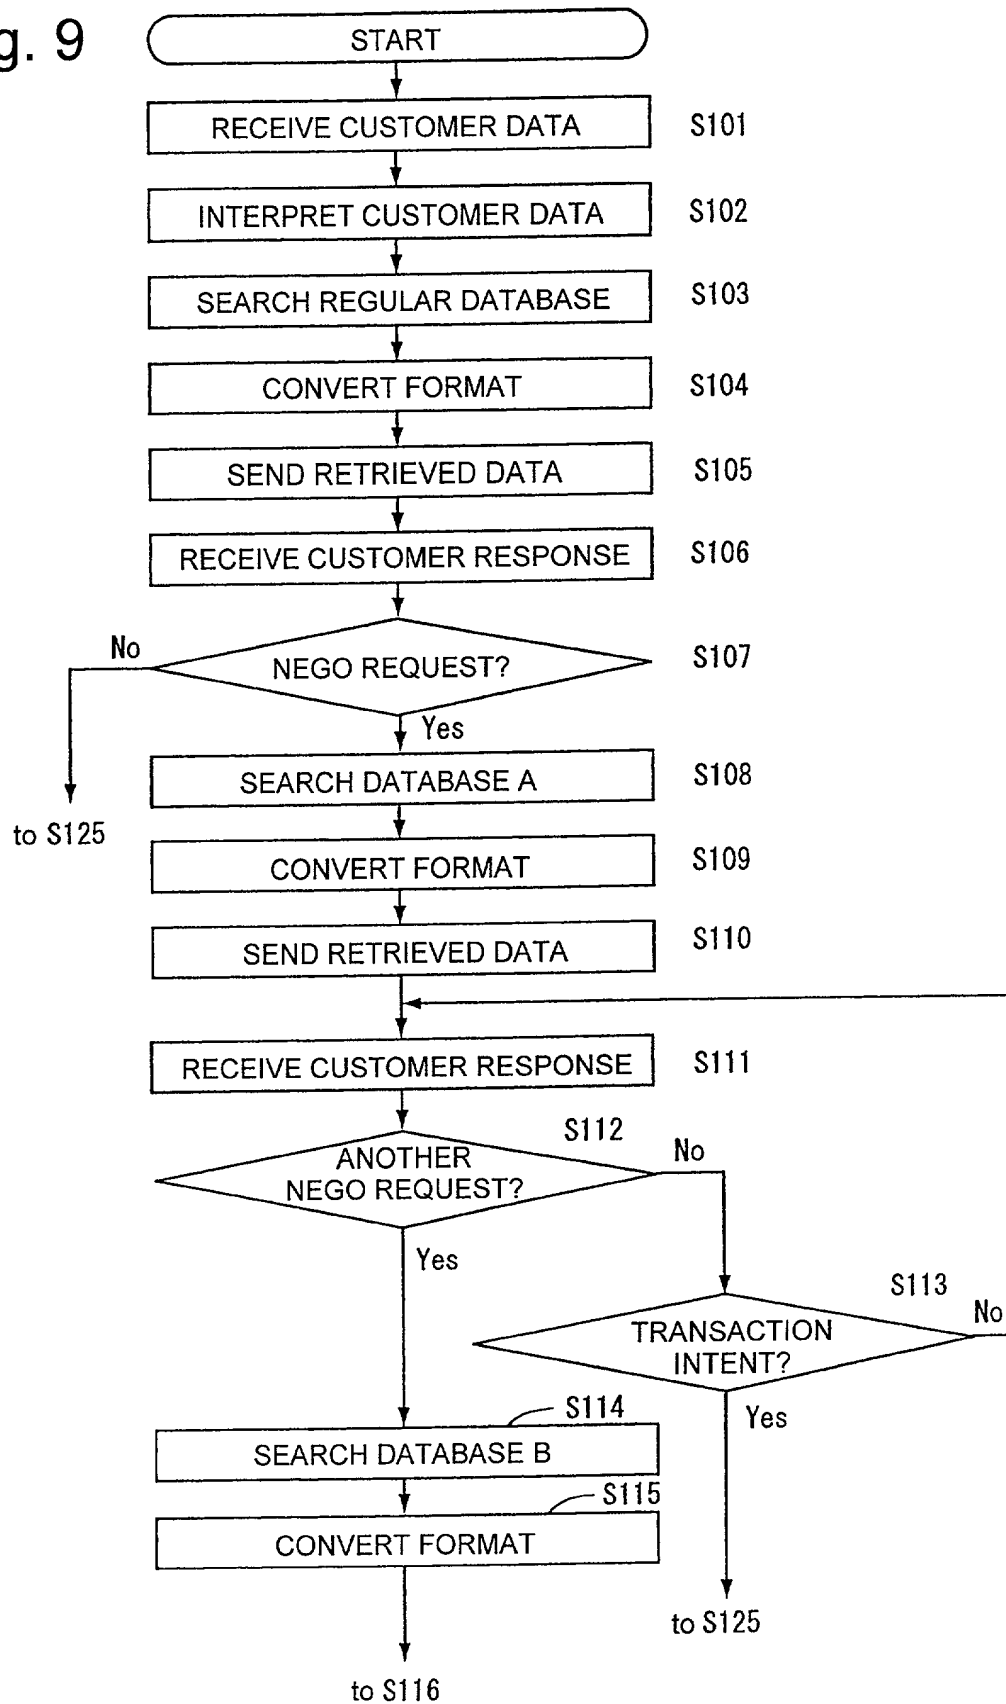 g. 9
START
RECEIVE CUSTOMER DATA
S101
INTERPRET CUSTOMER DATA
S102
SEARCH REGULAR DATABASE
S103
CONVERT FORMAT
S104
SEND RETRIEVED DATA
S105
RECEIVE CUSTOMER RESPONSE
S106
No
NEGO REQUEST?
S107
Yes
SEARCH DATABASE A
S108
to S125
CONVERT FORMAT
S109
SEND RETRIEVED DATA
S110
RECEIVE CUSTOMER RESPONSE
S111
S112
ANOTHER
NEGO REQUEST?
No
Yes
S113
TRANSACTION
INTENT?
No
Yes
S114
SEARCH DATABASE B
S115
CONVERT FORMAT
to S125
to S116